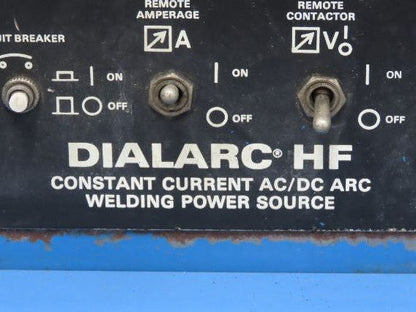 REMOTE
AMPERAGE
REMOTE
CONTACTOR
BREAKER
A
V
ON
ON
ON
OFF
OFF
OFF
DIALARC® HF
CONSTANT CURRENT AC/DC ARC
WELDING POWER SOURCE